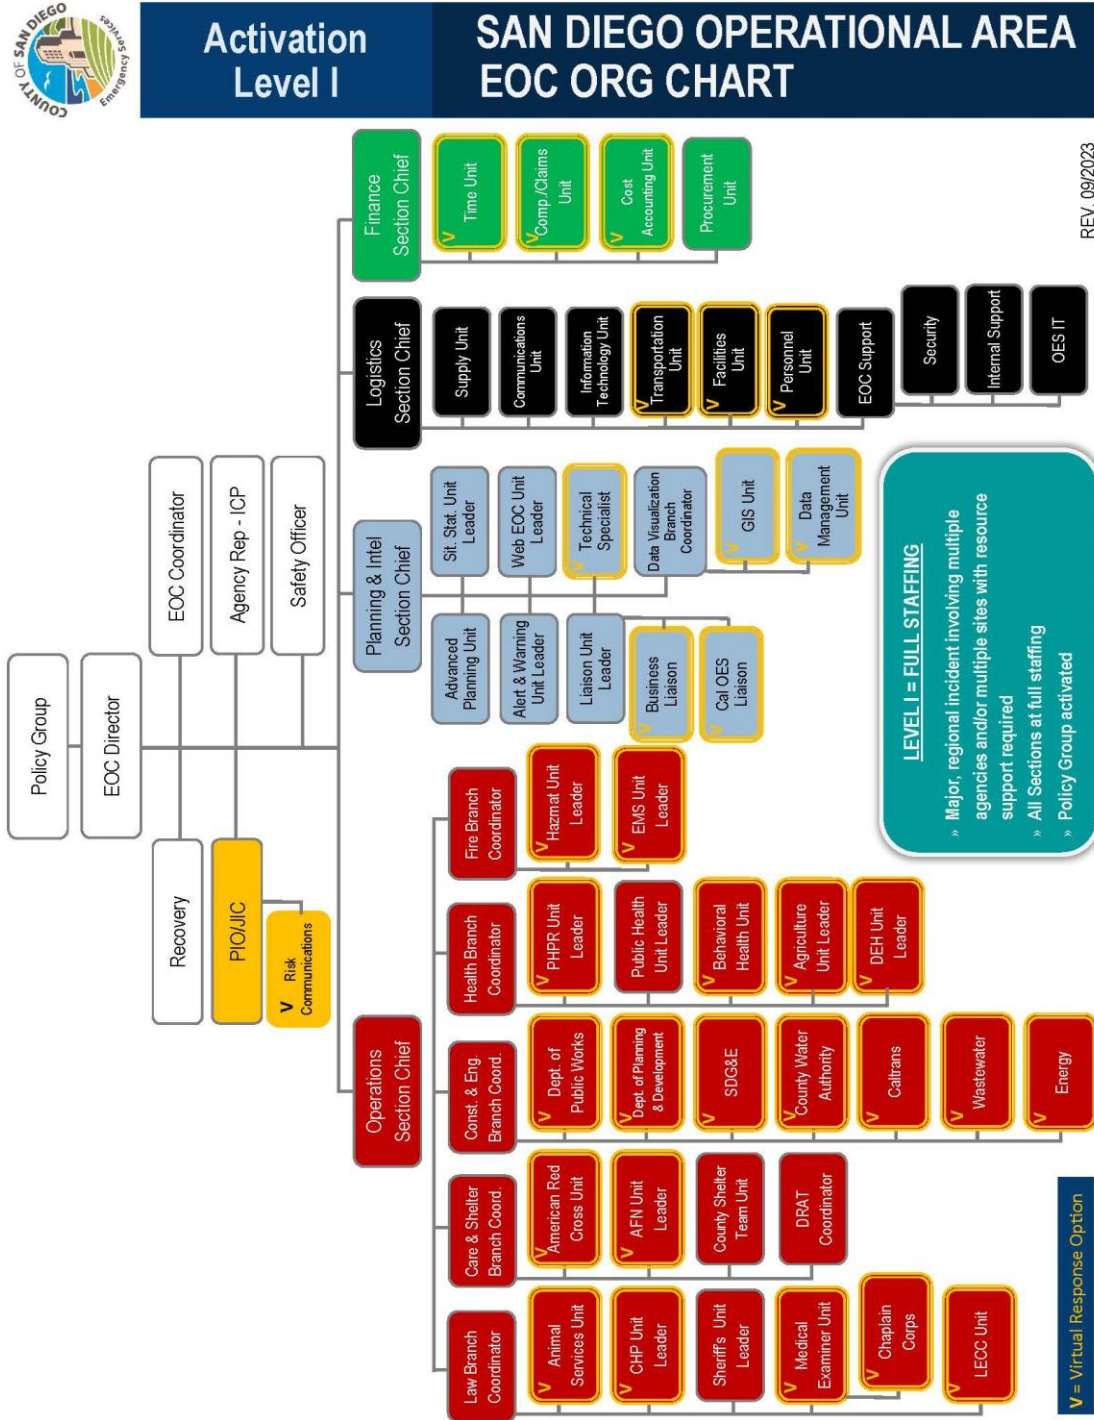 COUNTY OF SAN DIEGO
Emergency Services
Activation
Level I
SAN DIEGO OPERATIONAL AREA
EOC ORG CHART
Policy Group
EOC Director
Recovery
EOC Coordinator
PIO/JIC
Agency Rep - ICP
V Risk
Communications
Safety Officer
Operations
Section Chief
Planning & Intel
Section Chief
Logistics
Section Chief
Finance
Section Chief
Law Branch
Coordinator
V Animal
Services Unit
V CHP Unit
Leader
Sheriff's Unit
Leader
V Medical
Examiner Unit
V Chaplain
Corps
V LECC Unit
Care & Shelter
Branch Coord.
V American Red
Cross Unit
V AFN Unit
Leader
County Shelter
Team Unit
DRAT
Coordinator
Const. & Eng.
Branch Coord.
V Dept. of
Public Works
V Dept. of Planning
& Development
V SDG&E
V County Water
Authority
V Caltrans
V Wastewater
V Energy
Health Branch
Coordinator
V PHPR Unit
Leader
Public Health
Unit Leader
V Behavioral
Health Unit
V Agriculture
Unit Leader
V DEH Unit
Leader
Fire Branch
Coordinator
V Hazmat Unit
Leader
V EMS Unit
Leader
Advanced
Planning Unit
Alert & Warning
Unit Leader
Liaison Unit
Leader
V Business
Liaison
V Cal OES
Liaison
Sit. Stat. Unit
Leader
Web EOC Unit
Leader
V Technical
Specialist
Data Visualization
Branch
Coordinator
V GIS Unit
V Data
Management
Unit
Supply Unit
Communications
Unit
Information
Technology Unit
V Transportation
Unit
V Facilities
Unit
V Personnel
Unit
EOC Support
Security
Internal Support
OES IT
V Time Unit
V Comp./Claims
Unit
V Cost
Accounting Unit
Procurement
Unit
LEVEL I = FULL STAFFING
» Major, regional incident involving multiple
agencies and/or multiple sites with resource
support required
» All Sections at full staffing
» Policy Group activated
V = Virtual Response Option
REV. 09/2023